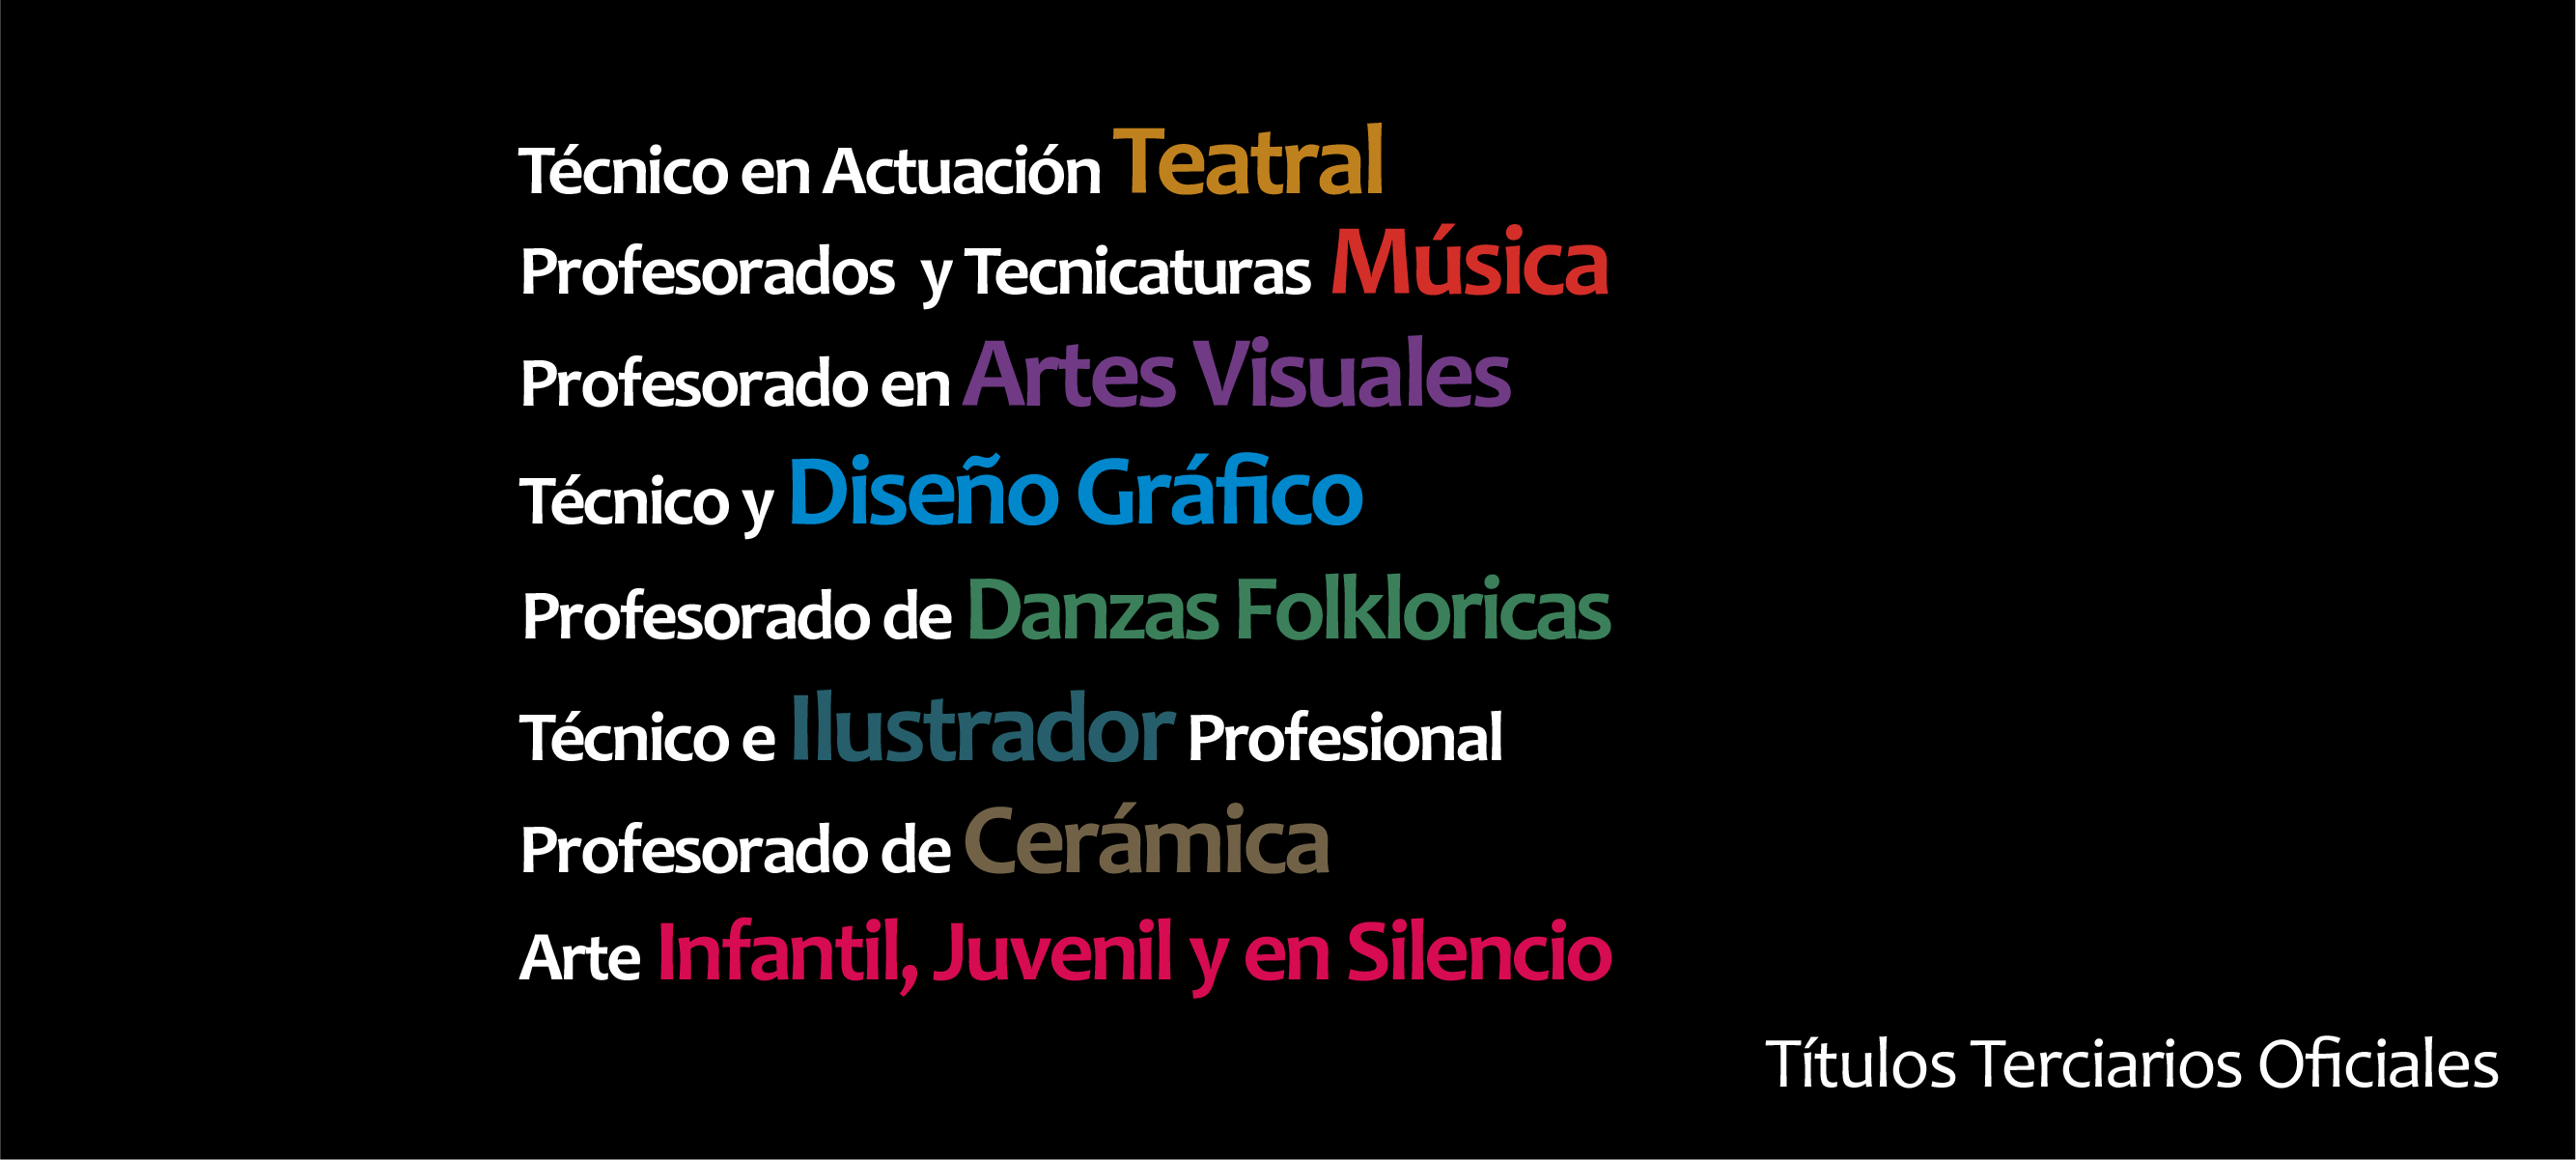 Técnico en Actuación Teatral
Profesorados y Tecnicaturas Música
Profesorado en Artes Visuales
Técnico y Diseño Gráfico
Profesorado de Danzas Folkloricas
Técnico e Ilustrador Profesional
Profesorado de Cerámica
Arte Infantil, Juvenil y en Silencio
Títulos Terciarios Oficiales